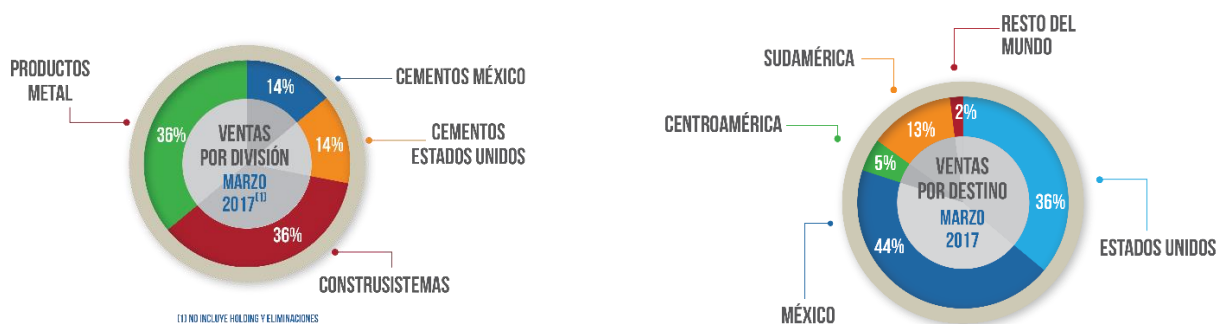 PRODUCTOS
METAL
36%
14%
CEMENTOS MÉXICO
14%
CEMENTOS
ESTADOS UNIDOS
VENTAS
POR DIVISIÓN
MARZO
2017[1]
36%
CONSTRUSISTEMAS
[1] NO INCLUYE HOLDING Y ELIMINACIONES
RESTO DEL
MUNDO
SUDAMÉRICA
2%
13%
CENTROAMÉRICA
5%
VENTAS
POR DESTINO
MARZO
2017
36%
ESTADOS UNIDOS
44%
MÉXICO